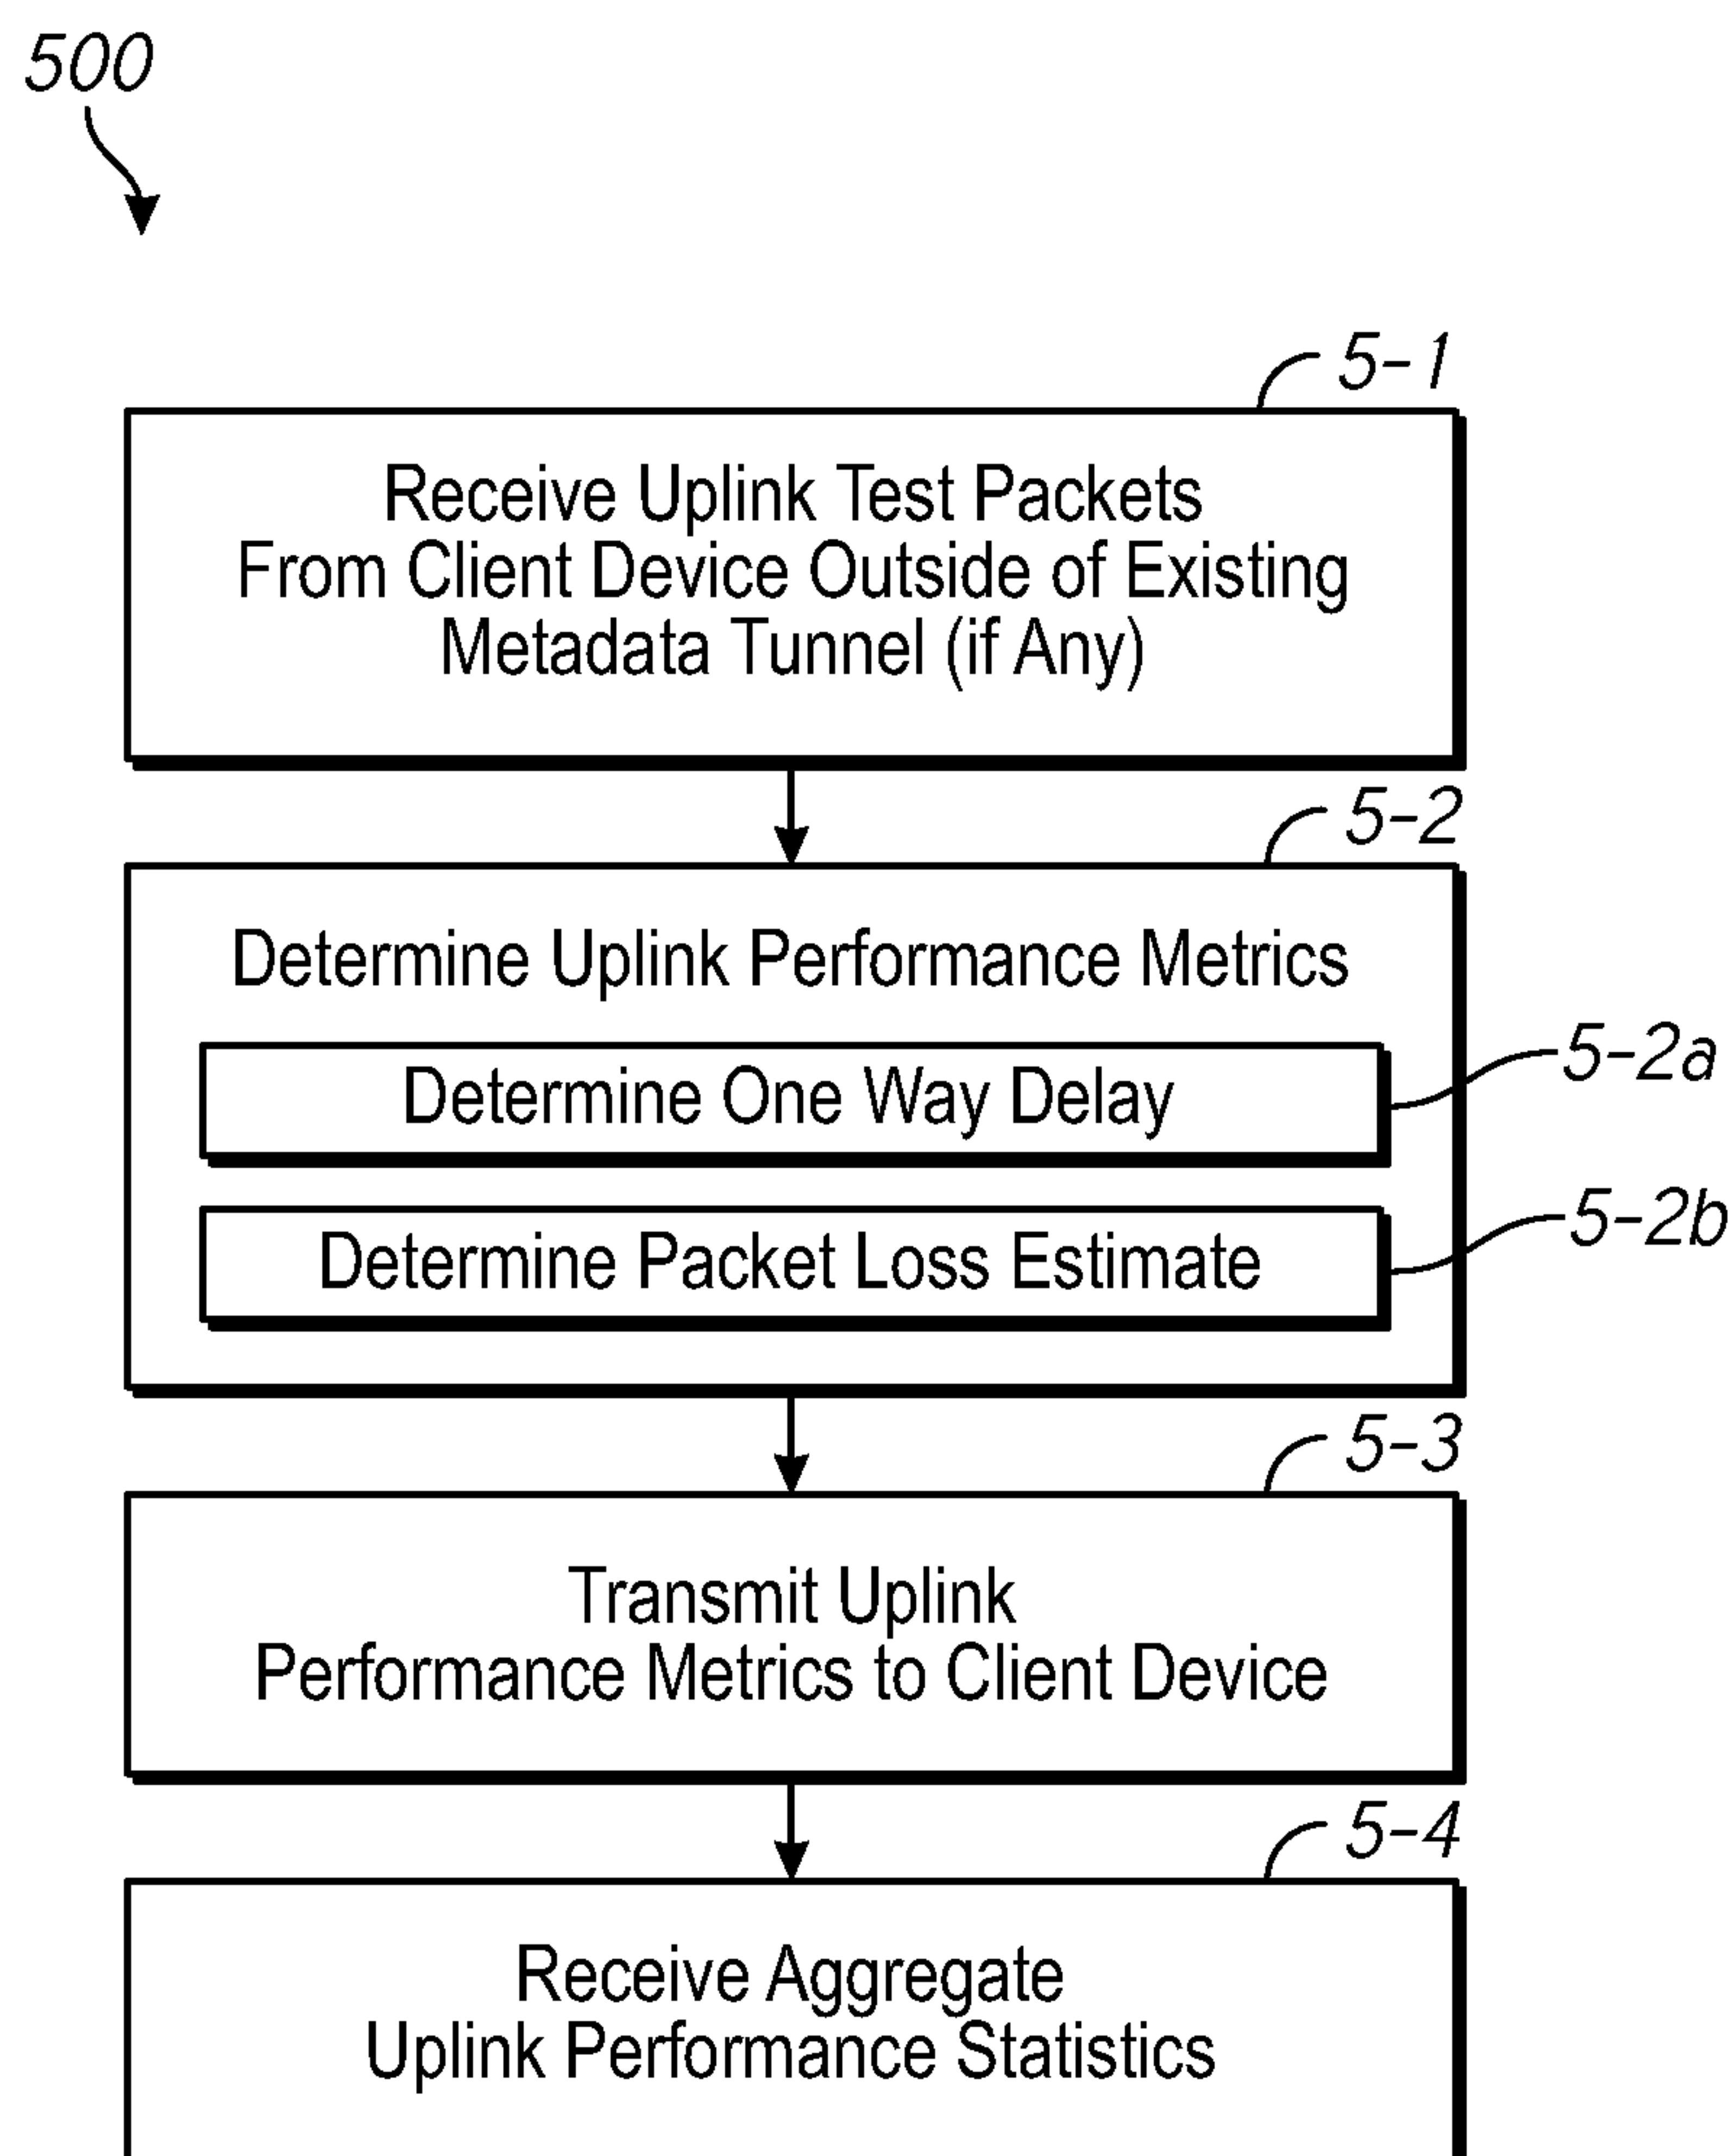 500
5-1
Receive Uplink Test Packets
From Client Device Outside of Existing
Metadata Tunnel (if Any)
5-2
Determine Uplink Performance Metrics
Determine One Way Delay
5-2a
Determine Packet Loss Estimate
5-2b
5-3
Transmit Uplink
Performance Metrics to Client Device
5-4
Receive Aggregate
Uplink Performance Statistics